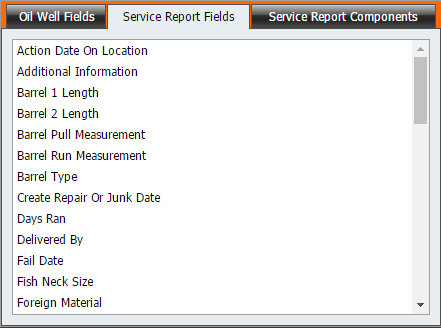 Oil Well Fields Service Report Fields Service Report Components
Action Date On Location
Additional Information
Barrel 1 Length
Barrel 2 Length
Barrel Pull Measurement
Barrel Run Measurement
Barrel Type
Create Repair Or Junk Date
Days Ran
Delivered By
Fail Date
Fish Neck Size
Foreign Material